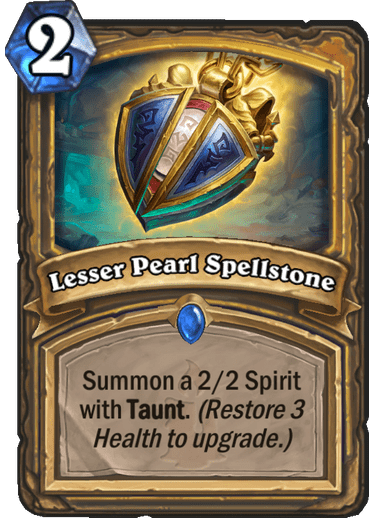 2
Lesser Pearl Spellstone
Summon a 2/2 Spirit
with Taunt. (Restore 3
Health to upgrade.)